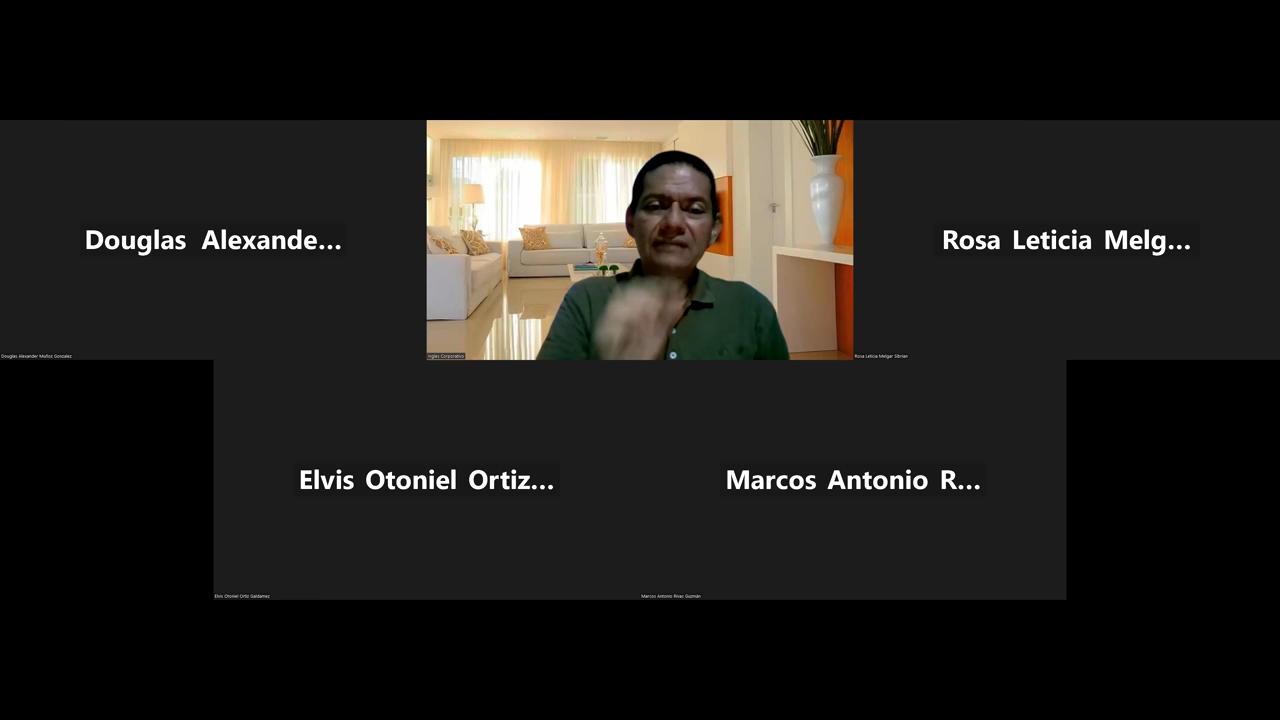 Douglas Alexande...
Rosa Leticia Melg...
Douglas Alexander Muñoz Gonzalez
Ingles Corporativo
Rosa Leticia Melgar Sibrian
Elvis Otoniel Ortiz...
Marcos Antonio R...
Elvis Otoniel Ortiz Galdamez
Marcos Antonio Rivas Guzmán